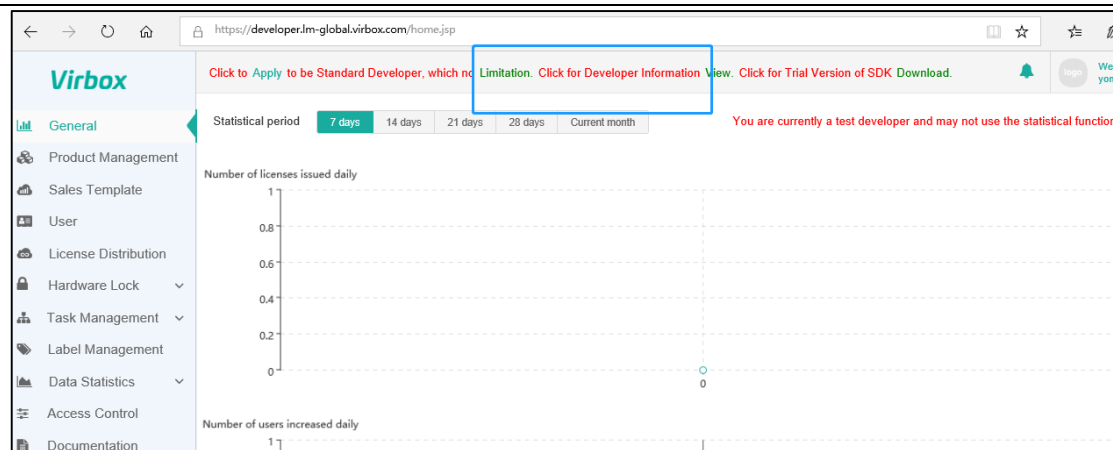 https://developer.lm-global.virbox.com/home.jsp
Virbox
Click to Apply to be Standard Developer, which no Limitation. Click for Developer Information View. Click for Trial Version of SDK Download.
logo
We
yon
General
Product Management
Sales Template
User
License Distribution
Hardware Lock
Task Management
Label Management
Data Statistics
Access Control
Documentation
Statistical period 7 days 14 days 21 days 28 days Current month
You are currently a test developer and may not use the statistical function
Number of licenses issued daily
1
0.8
0.6
0.4
0.2
0
0
Number of users increased daily
1